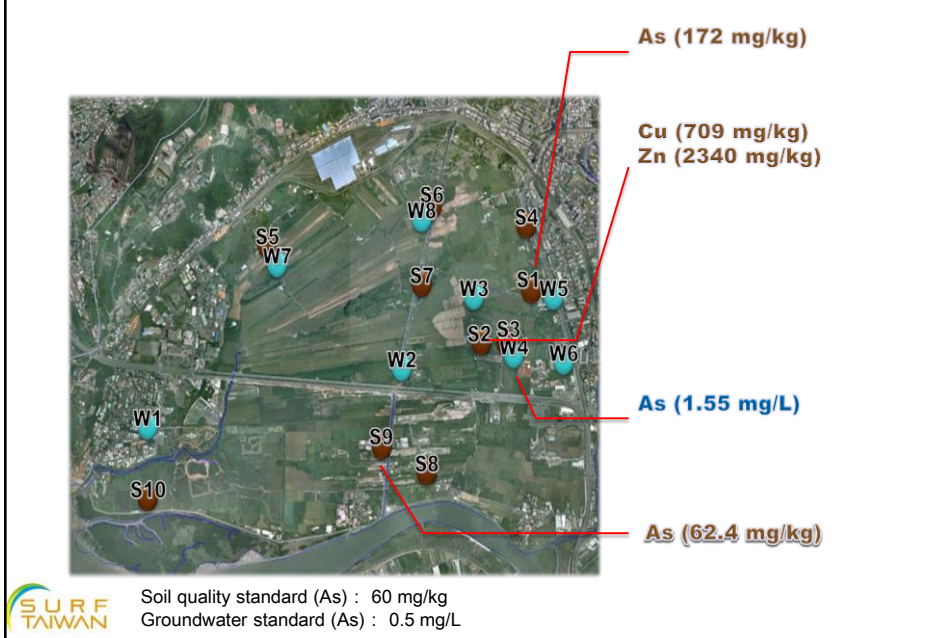 As (172 mg/kg)
Cu (709 mg/kg)
Zn (2340 mg/kg)
S6
W8
S4
S5
W7
S7
S1
W5
W3
S3
S2
W4
W6
W2
As (1.55 mg/L)
W1
S9
S8
S10
As (62.4 mg/kg)
SURF
TAIWAN
Soil quality standard (As) : 60 mg/kg
Groundwater standard (As) : 0.5 mg/L